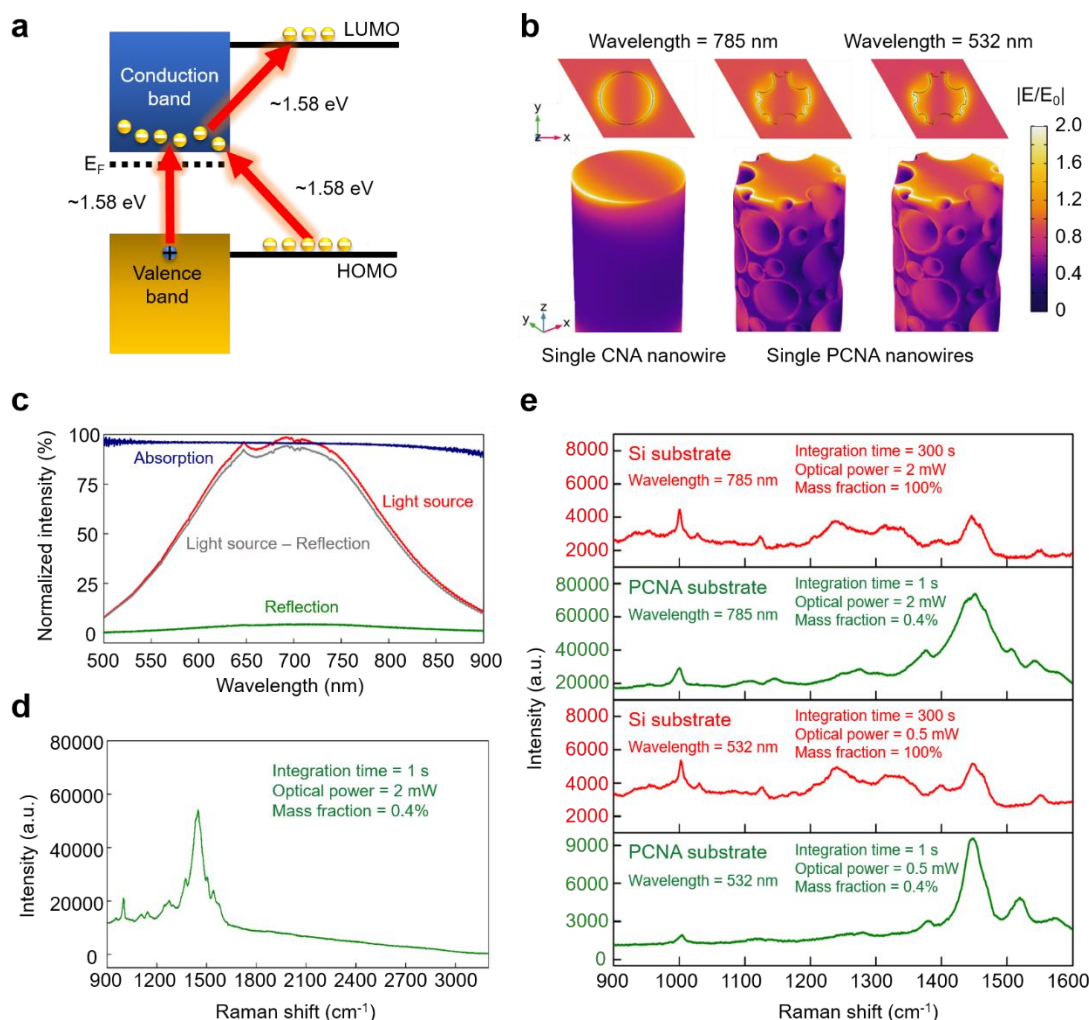 a
LUMO
Conduction
band
~1.58 eV
E_F
~1.58 eV
~1.58 eV
Valence
band
HOMO
b
Wavelength = 785 nm
Wavelength = 532 nm
y
z
x
|E/E₀|
2.0
1.6
1.2
0.8
0.4
0
z
y
x
Single CNA nanowire
Single PCNA nanowires
c
Normalized intensity (%)
100
75
50
25
0
Absorption
Light source
Light source – Reflection
Reflection
500 550 600 650 700 750 800 850 900
Wavelength (nm)
d
Intensity (a.u.)
80000
60000
40000
20000
0
Integration time = 1 s
Optical power = 2 mW
Mass fraction = 0.4%
900 1200 1500 1800 2100 2400 2700 3000
Raman shift (cm⁻¹)
e
Intensity (a.u.)
8000
6000
4000
2000
Si substrate
Wavelength = 785 nm
Integration time = 300 s
Optical power = 2 mW
Mass fraction = 100%
80000
60000
40000
20000
PCNA substrate
Wavelength = 785 nm
Integration time = 1 s
Optical power = 2 mW
Mass fraction = 0.4%
8000
6000
4000
2000
Si substrate
Wavelength = 532 nm
Integration time = 300 s
Optical power = 0.5 mW
Mass fraction = 100%
9000
6000
3000
0
PCNA substrate
Wavelength = 532 nm
Integration time = 1 s
Optical power = 0.5 mW
Mass fraction = 0.4%
900 1000 1100 1200 1300 1400 1500 1600
Raman shift (cm⁻¹)